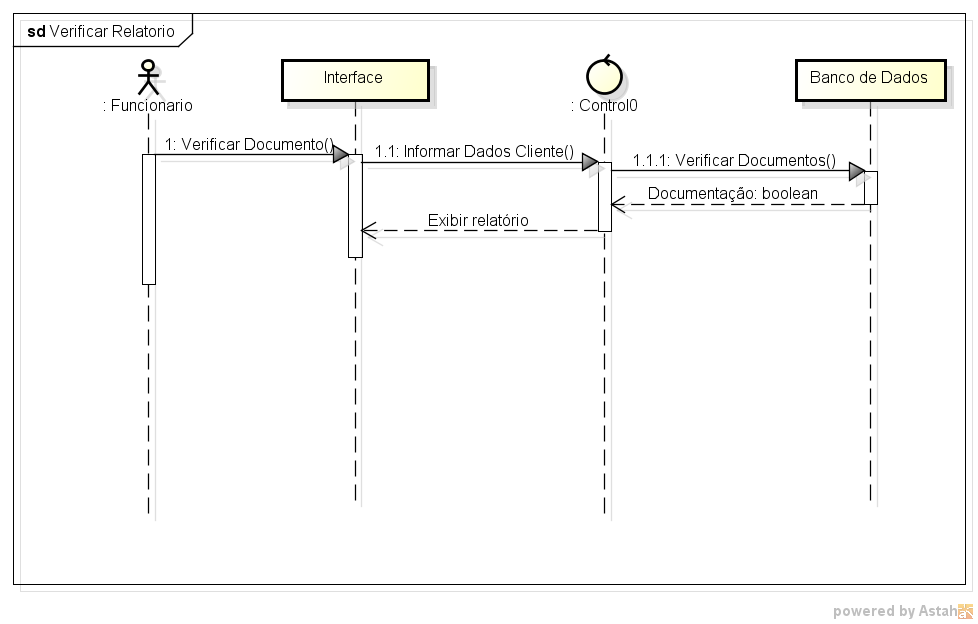 sd Verificar Relatorio
: Funcionario
Interface
: Control0
Banco de Dados
1: Verificar Documento()
1.1: Informar Dados Cliente()
1.1.1: Verificar Documentos()
Documentação: boolean
Exibir relatório
powered by Astah